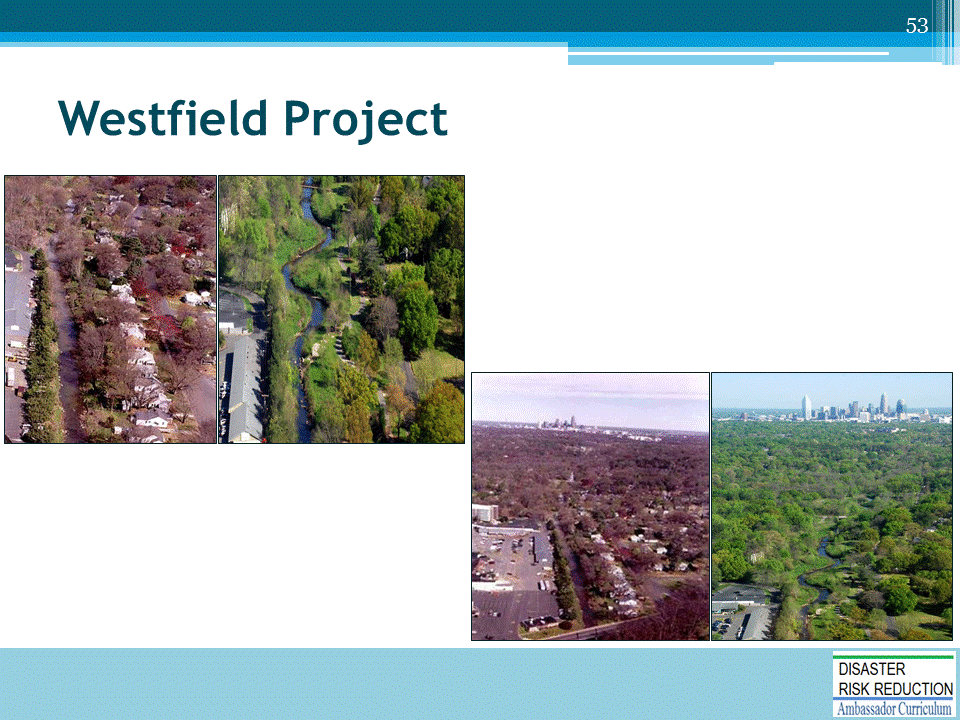 53
Westfield Project
DISASTER
RISK REDUCTION
Ambassador Curriculum